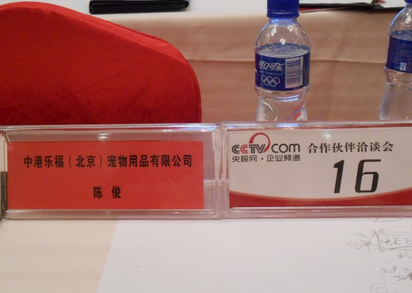 中港乐福（北京）宠物用品有限公司
陈 俊
CCTV.com 合作伙伴洽谈会
央视网·企业频道
16